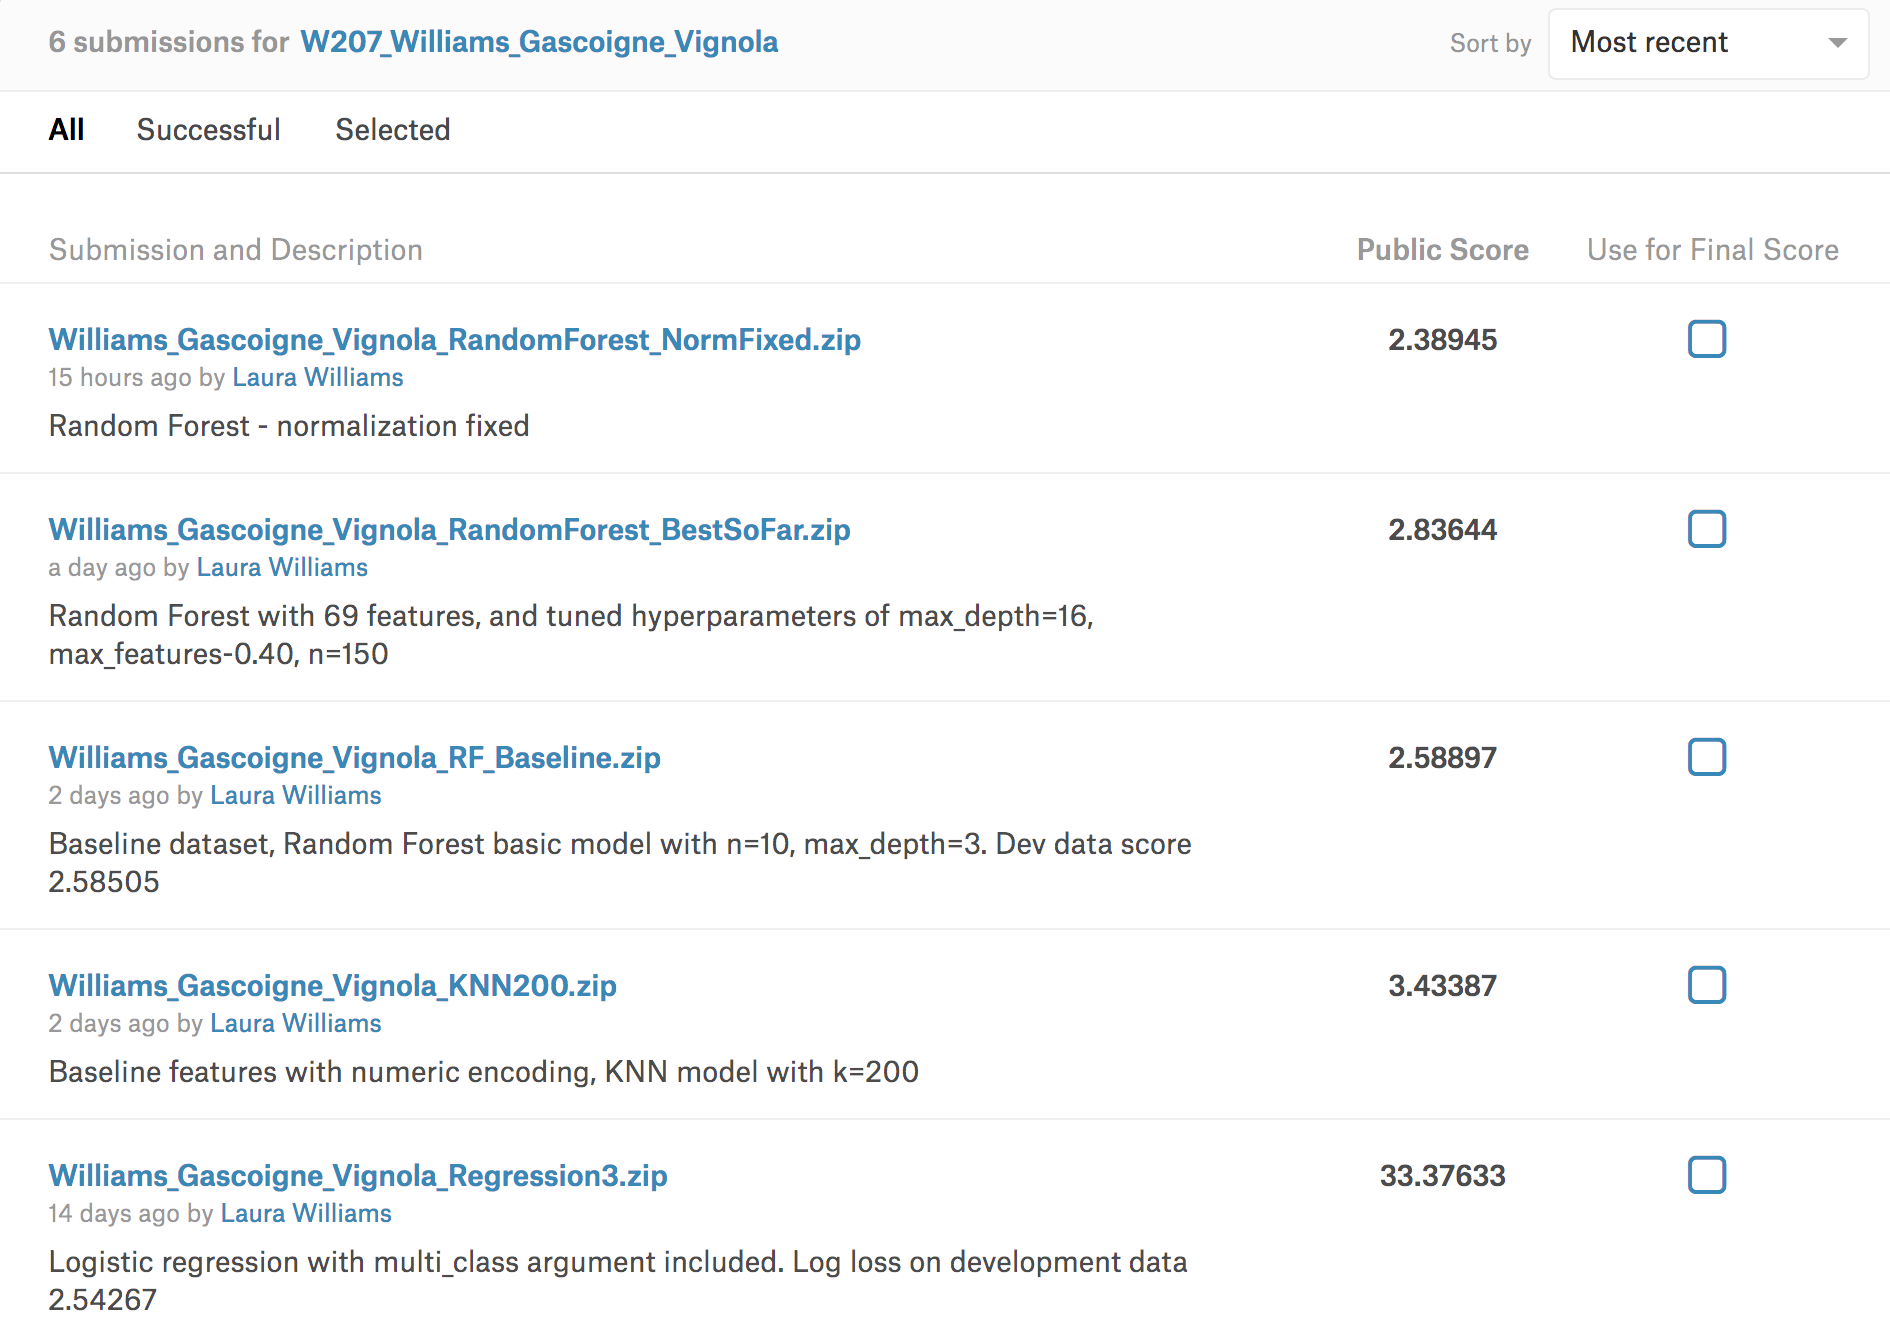 6 submissions for W207_Williams_Gascoigne_Vignola
Sort by Most recent
All Successful Selected
Submission and Description Public Score Use for Final Score
Williams_Gascoigne_Vignola_RandomForest_NormFixed.zip 2.38945
15 hours ago by Laura Williams
Random Forest - normalization fixed
Williams_Gascoigne_Vignola_RandomForest_BestSoFar.zip 2.83644
a day ago by Laura Williams
Random Forest with 69 features, and tuned hyperparameters of max_depth=16,
max_features-0.40, n=150
Williams_Gascoigne_Vignola_RF_Baseline.zip 2.58897
2 days ago by Laura Williams
Baseline dataset, Random Forest basic model with n=10, max_depth=3. Dev data score
2.58505
Williams_Gascoigne_Vignola_KNN200.zip 3.43387
2 days ago by Laura Williams
Baseline features with numeric encoding, KNN model with k=200
Williams_Gascoigne_Vignola_Regression3.zip 33.37633
14 days ago by Laura Williams
Logistic regression with multi_class argument included. Log loss on development data
2.54267